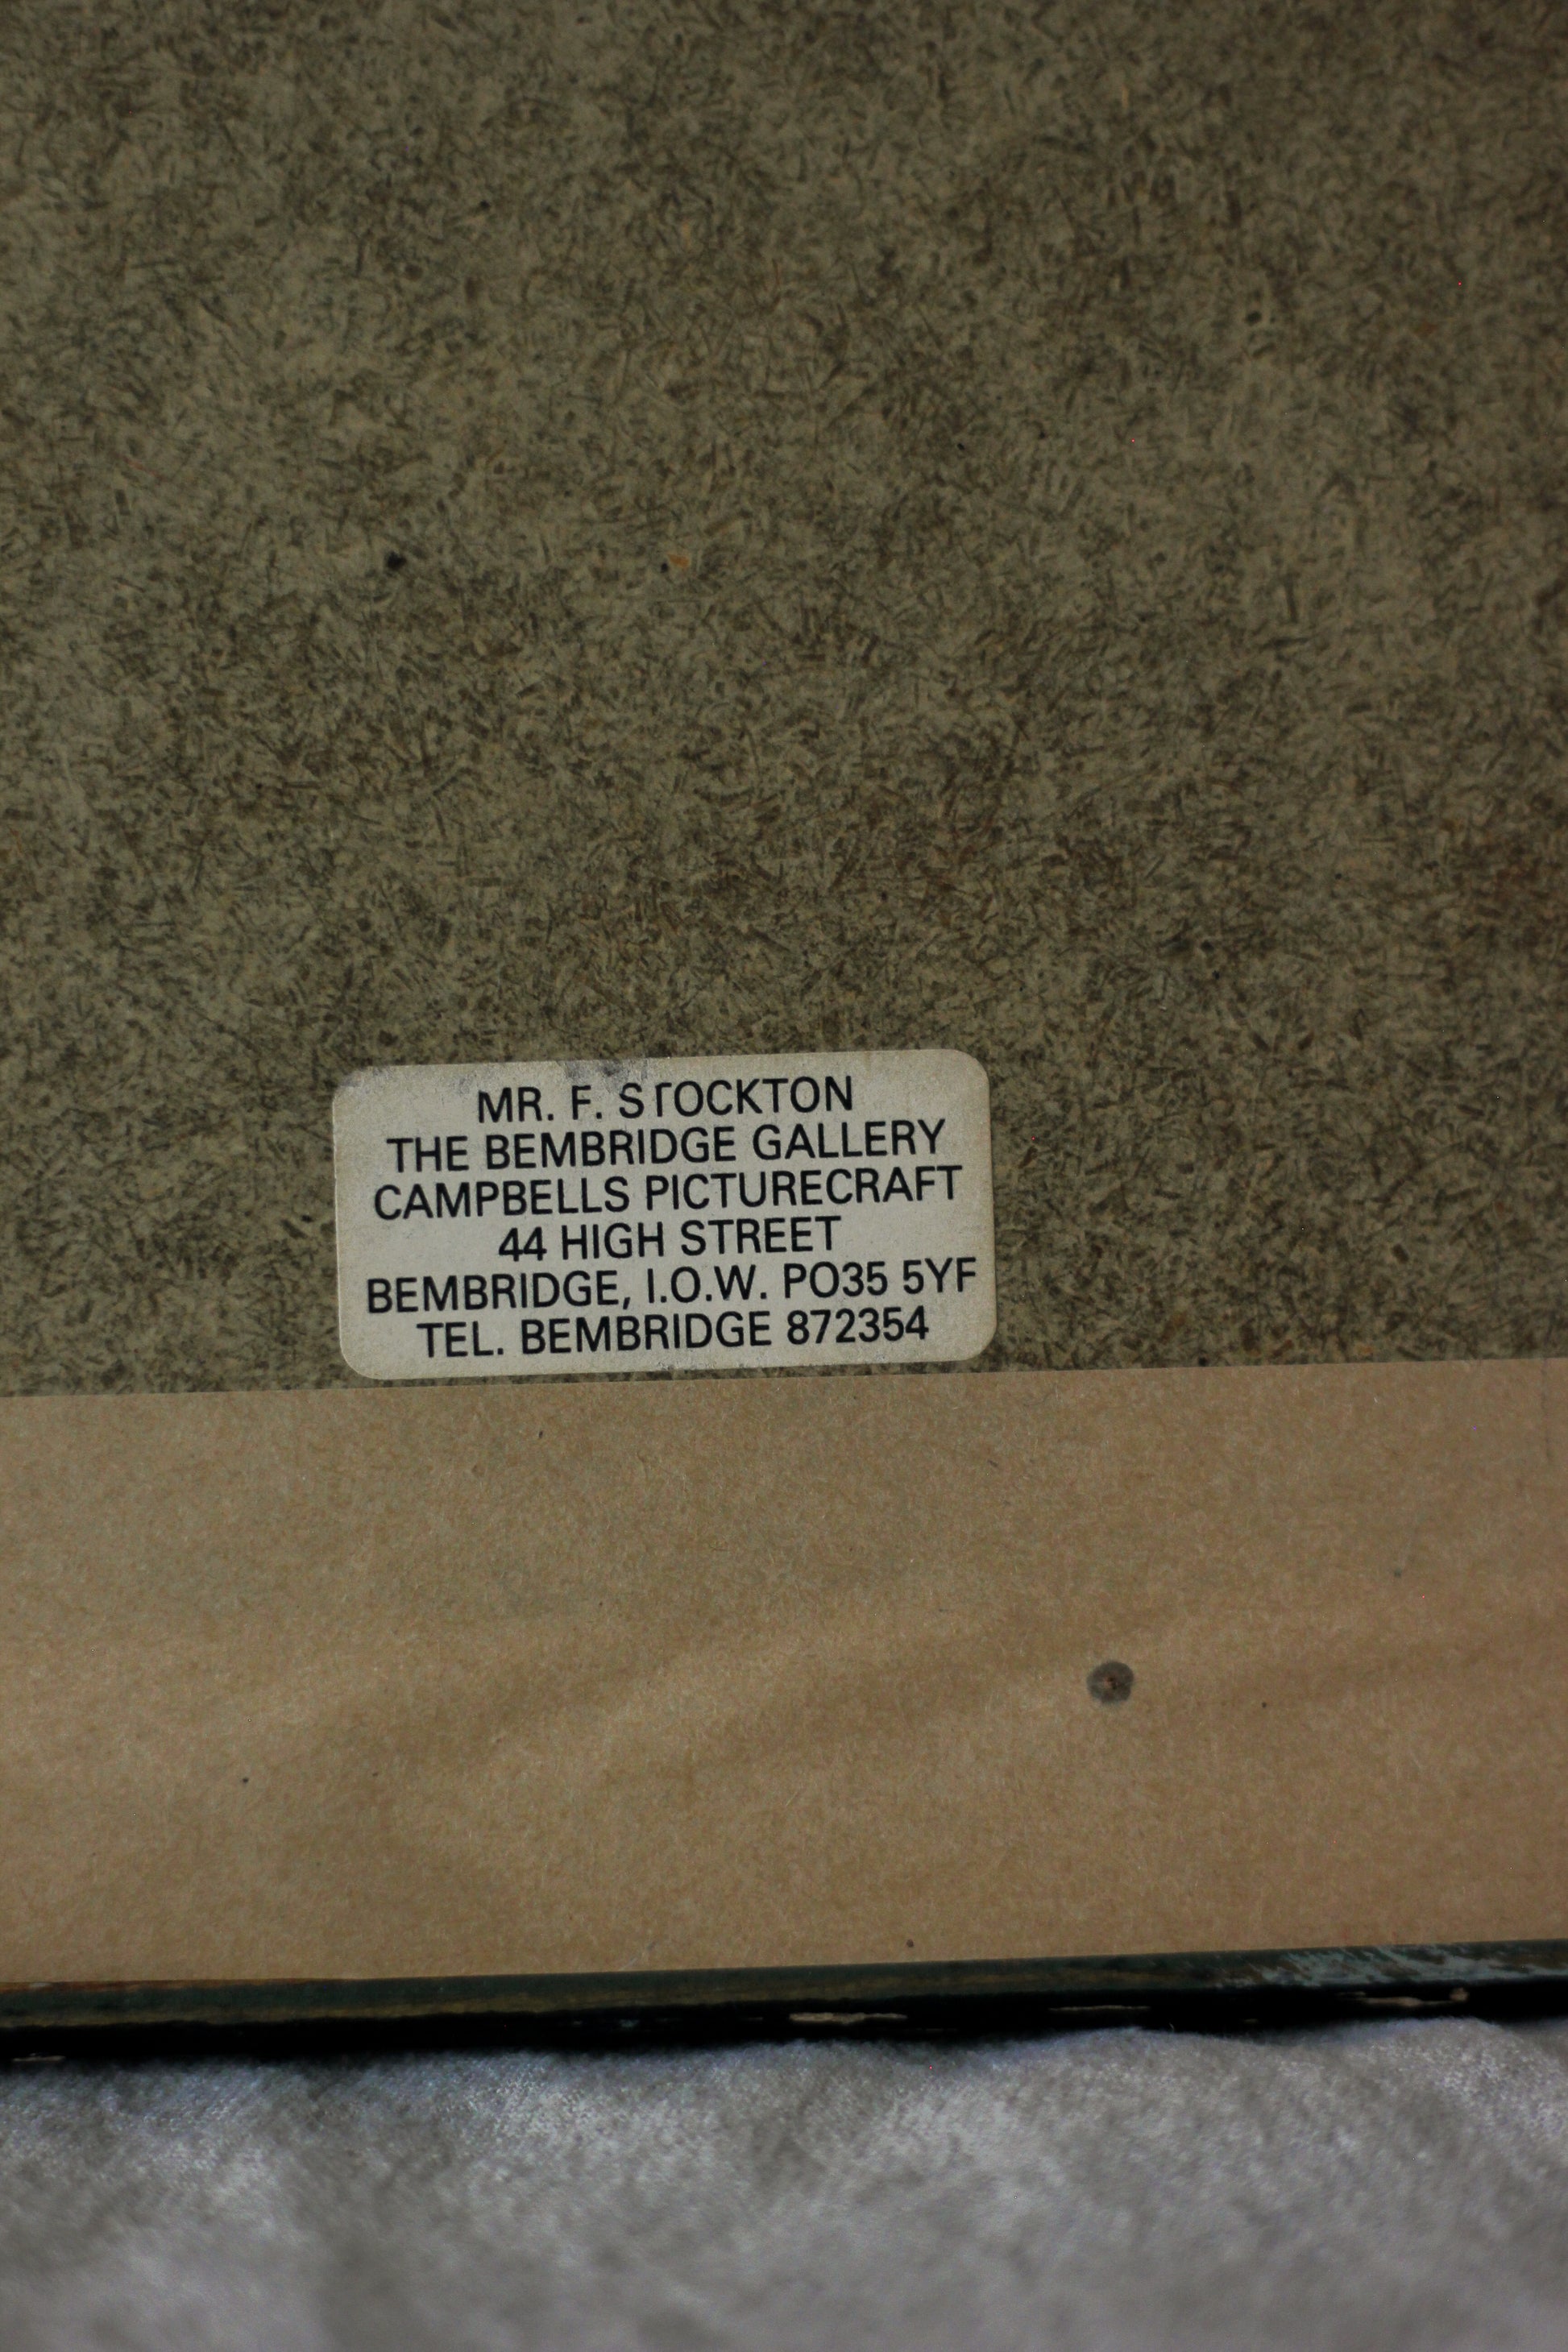 MR. F. STOCKTON
THE BEMBRIDGE GALLERY
CAMPBELLS PICTURECRAFT
44 HIGH STREET
BEMBRIDGE, I.O.W. PO35 5YF
TEL. BEMBRIDGE 872354